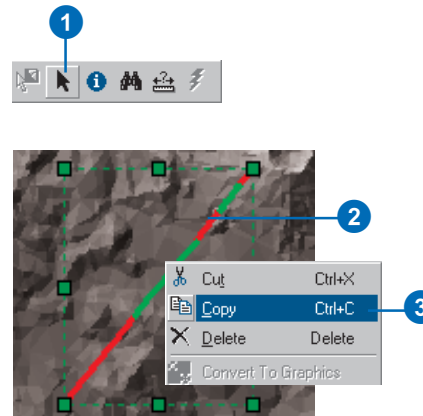 1
2
Cut Ctrl+X
Copy Ctrl+C
3
Delete Delete
Convert To Graphics